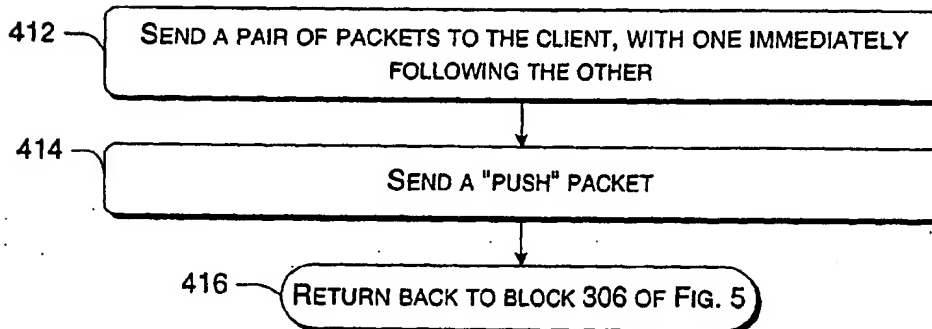 412
SEND A PAIR OF PACKETS TO THE CLIENT, WITH ONE IMMEDIATELY
FOLLOWING THE OTHER
414
SEND A "PUSH" PACKET
416
RETURN BACK TO BLOCK 306 OF FIG. 5